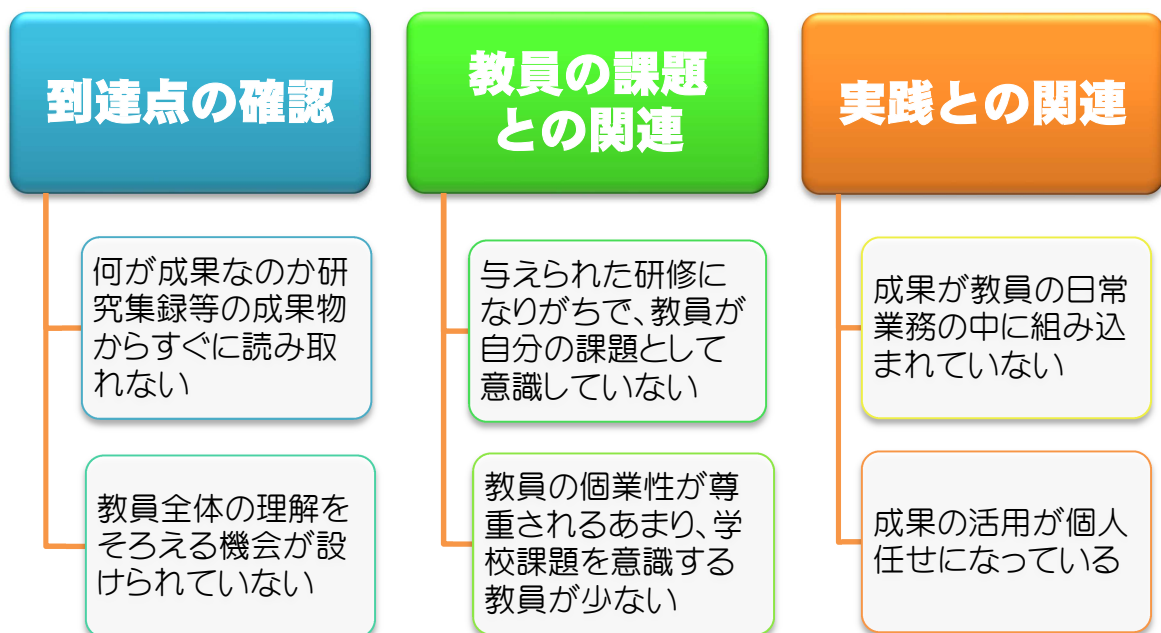 到達点の確認
何が成果なのか研
究集録等の成果物
からすぐに読み取
れない
教員全体の理解を
そろえる機会が設
けられていない
教員の課題
との関連
与えられた研修に
なりがちで、教員が
自分の課題として
意識していない
教員の個業性が尊
重されるあまり、学
校課題を意識する
教員が少ない
実践との関連
成果が教員の日常
業務の中に組み込
まれていない
成果の活用が個人
任せになっている